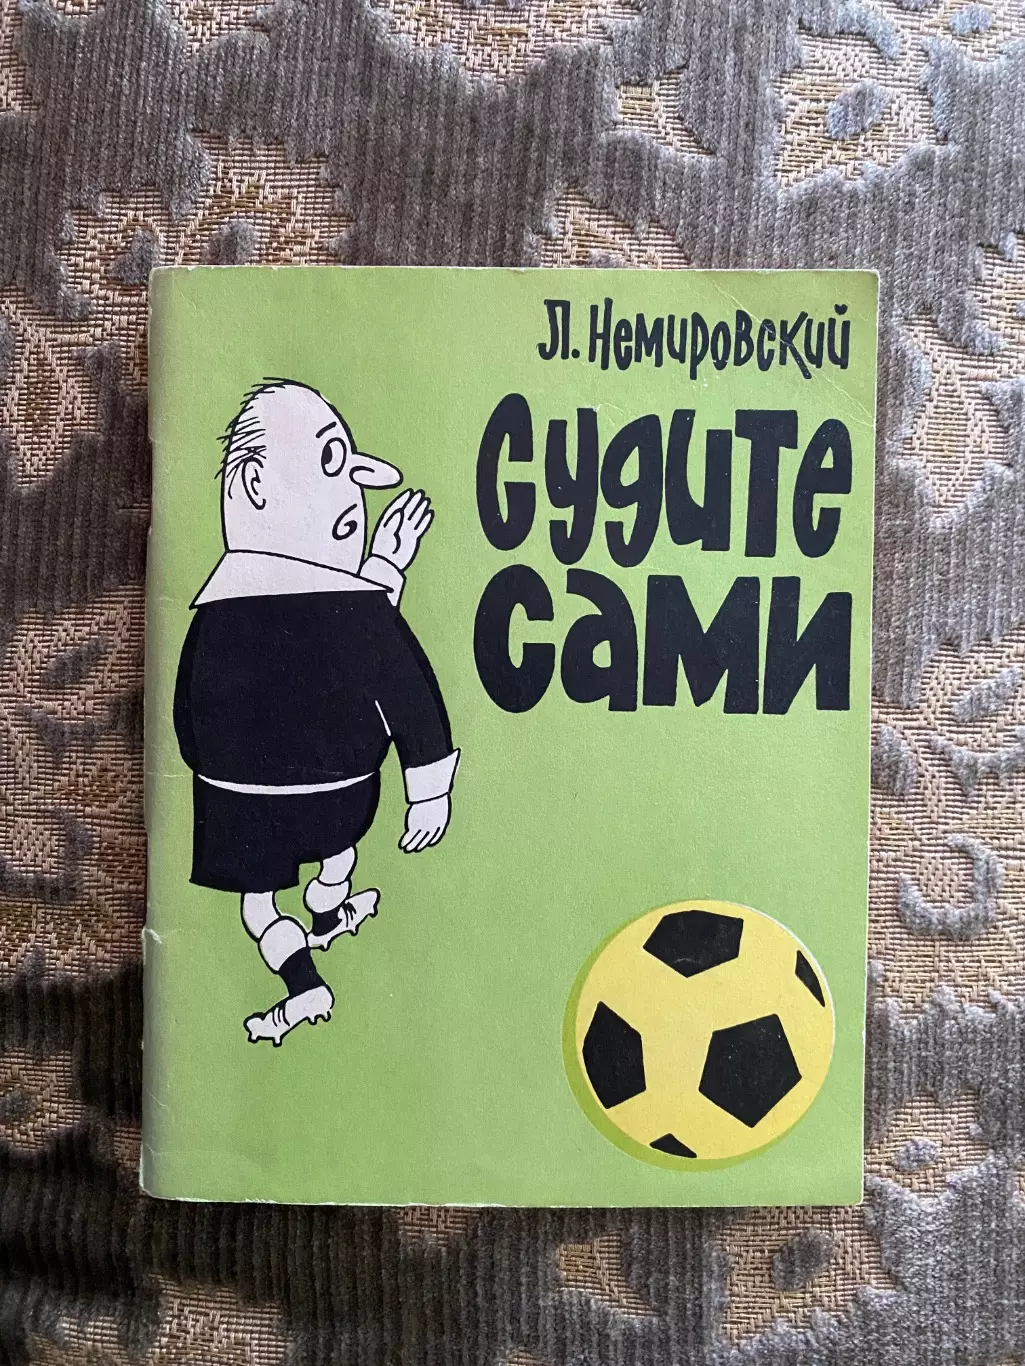 Л. Немировский
Судите
сами